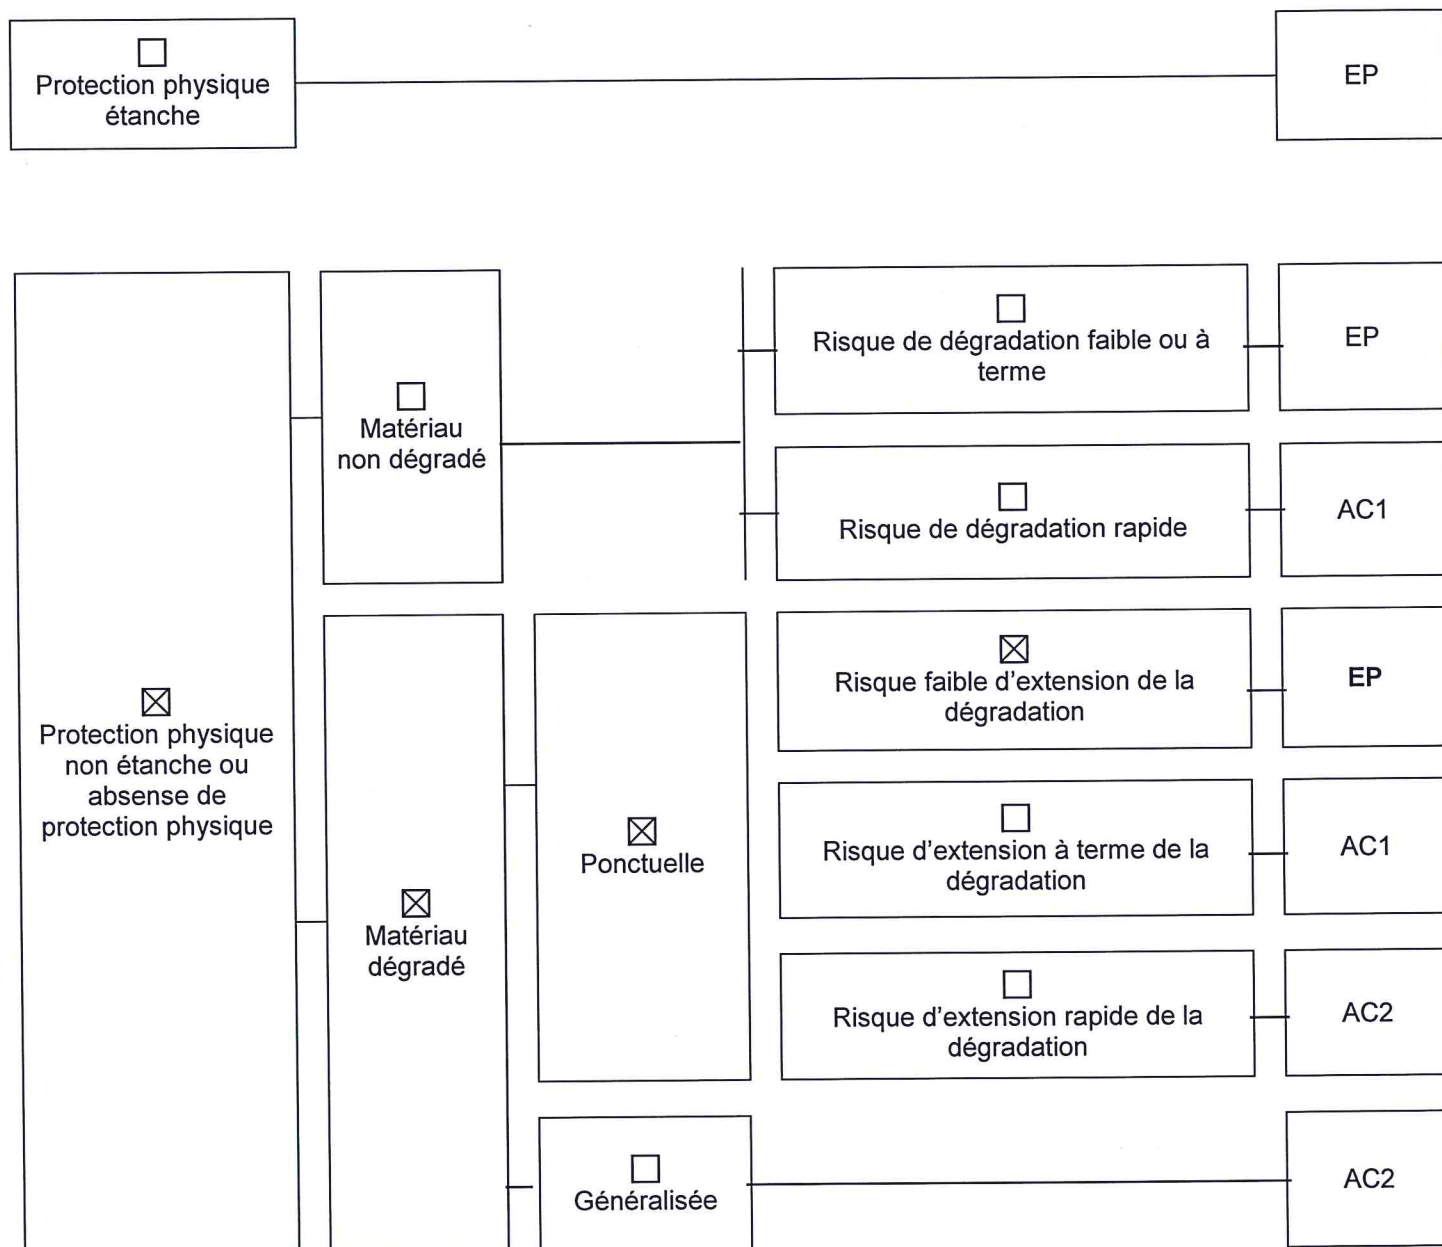 ☐
Protection physique
étanche
EP
☐
Risque de dégradation faible ou à
terme
EP
☐
Matériau
non dégradé
☐
Risque de dégradation rapide
AC1
☒
Protection physique
non étanche ou
absense de
protection physique
☒
Matériau
dégradé
☒
Ponctuelle
☒
Risque faible d'extension de la
dégradation
EP
☐
Risque d'extension à terme de la
dégradation
AC1
☐
Risque d'extension rapide de la
dégradation
AC2
☐
Généralisée
AC2